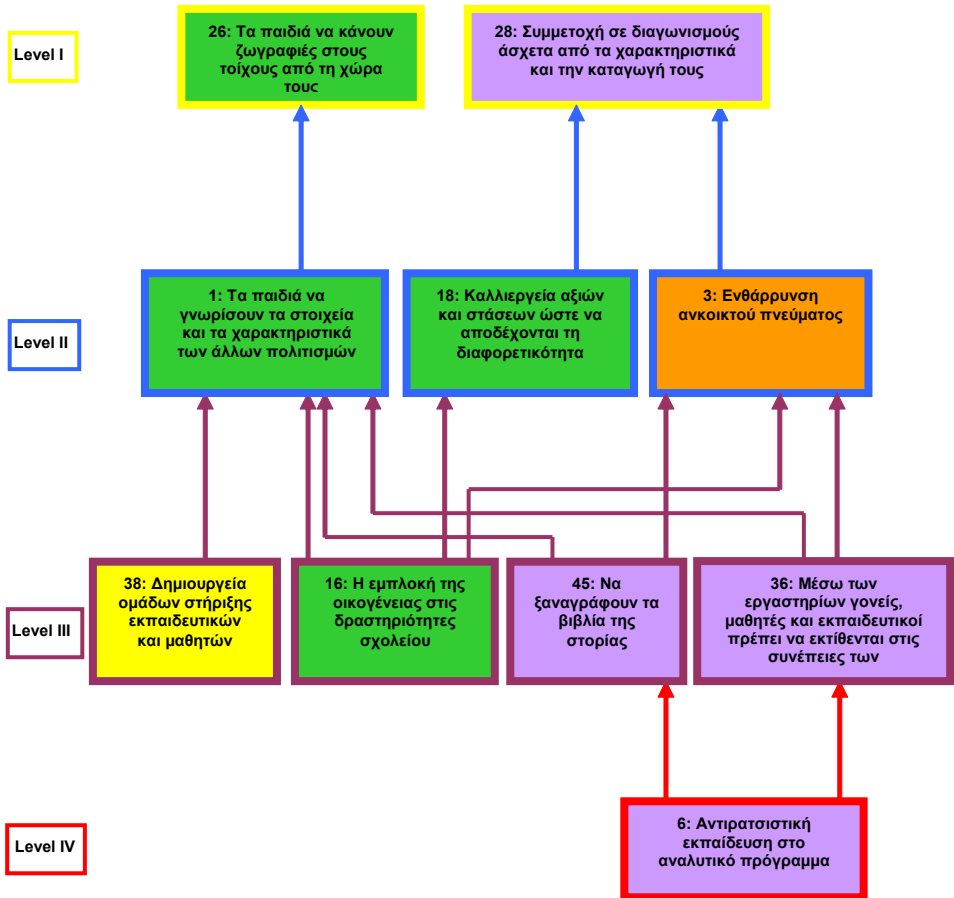 Level I
26: Τα παιδιά να κάνουν
ζωγραφιές στους
τοίχους από τη χώρα
τους
28: Συμμετοχή σε διαγωνισμούς
άσχετα από τα χαρακτηριστικά
και την καταγωγή τους
Level II
1: Τα παιδιά να
γνωρίσουν τα στοιχεία
και τα χαρακτηριστικά
των άλλων πολιτισμών
18: Καλλιεργεία αξιών
και στάσεων ώστε να
αποδέχονται τη
διαφορετικότητα
3: Ενθάρρυνση
ανκοικτού πνεύματος
Level III
38: Δημιουργεία
ομάδων στήριξης
εκπαιδευτικών
και μαθητών
16: Η εμπλοκή της
οικογένειας στις
δραστηριότητες
σχολείου
45: Να
ξαναγράφουν τα
βιβλία της
στορίας
36: Μέσω των
εργαστηρίων γονείς,
μαθητές και εκπαιδευτικοί
πρέπει να εκτίθενται στις
συνέπειες των
Level IV
6: Αντιρατσιστική
εκπαίδευση στο
αναλυτικό πρόγραμμα